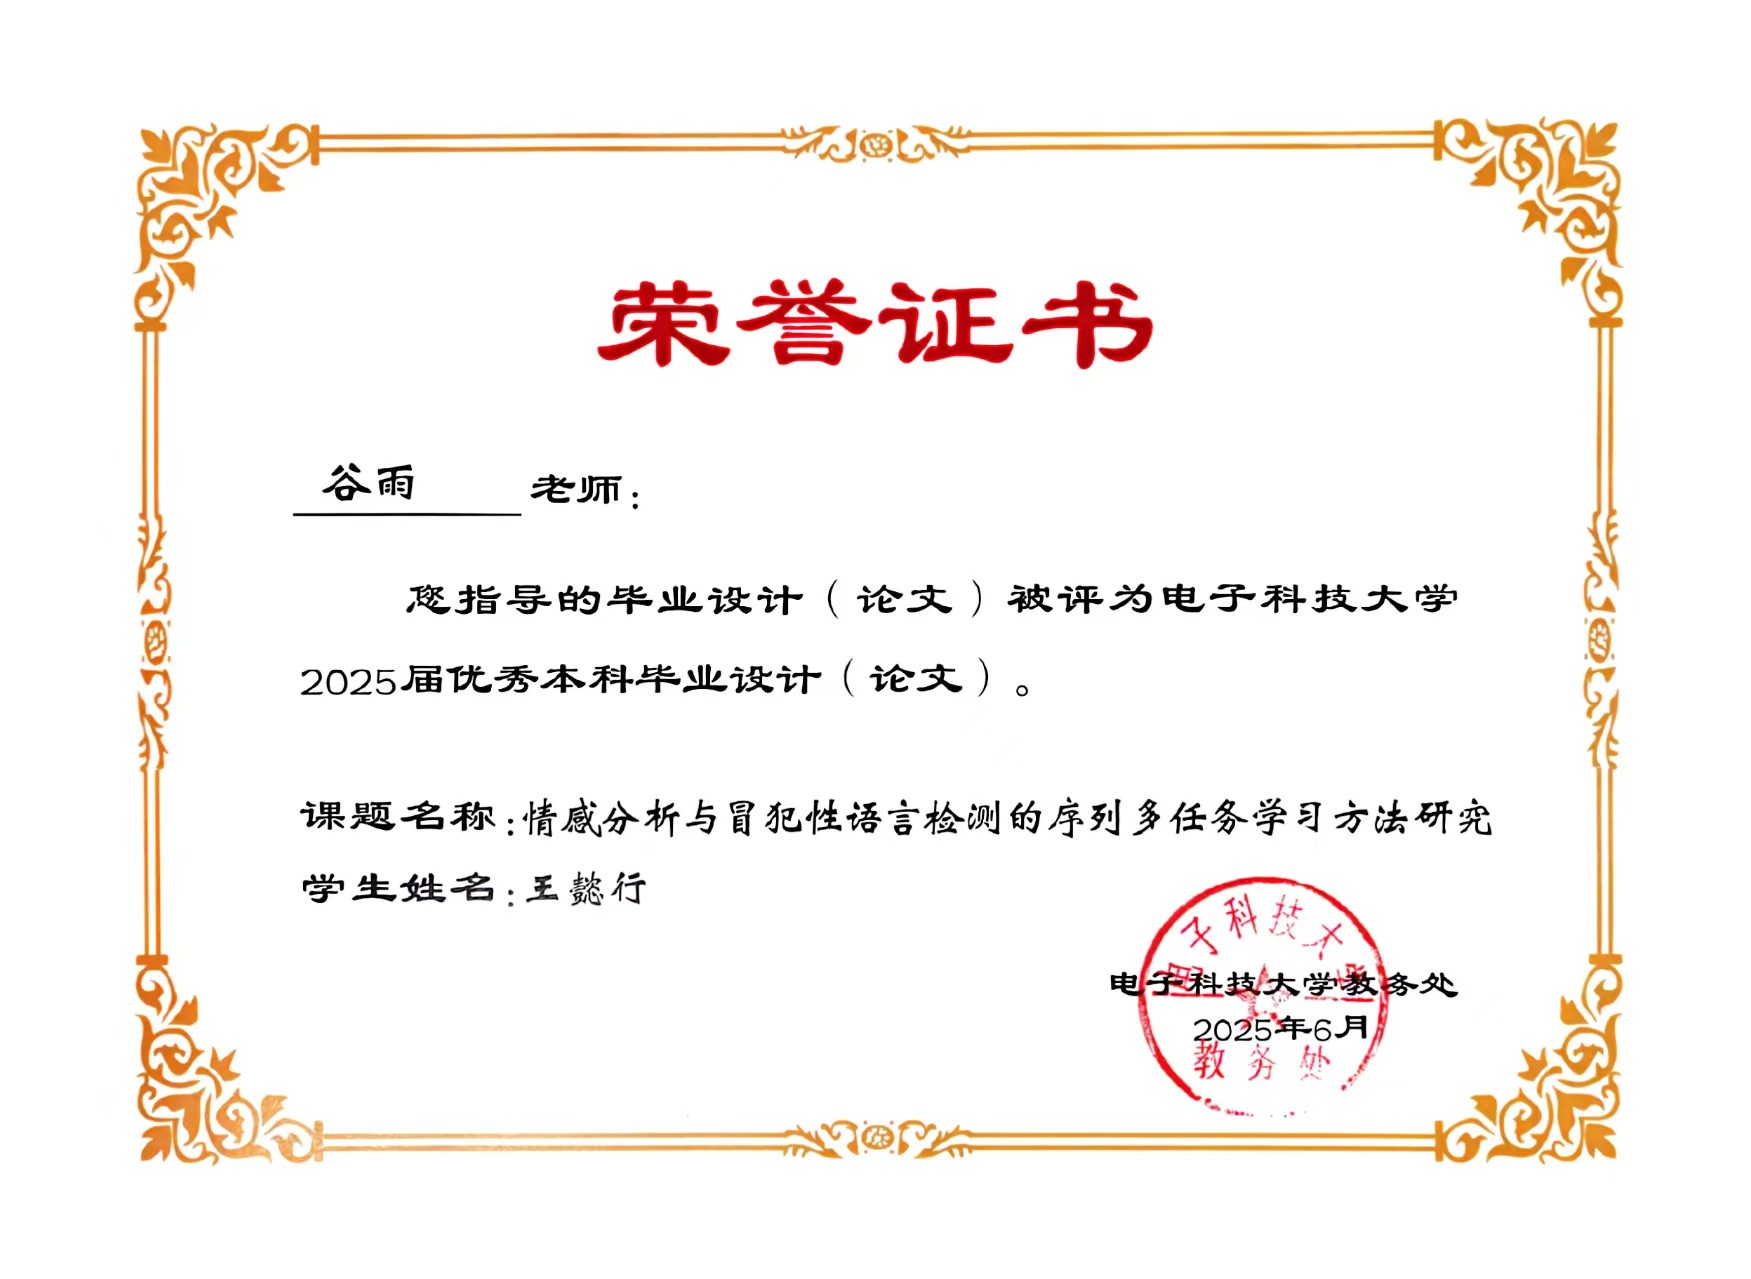 荣誉证书
谷雨 老师:
您指导的毕业设计(论文)被评为电子科技大学
2025届优秀本科毕业设计(论文)。
课题名称:情感分析与冒犯性语言检测的序列多任务学习方法研究
学生姓名:王懿行
电子科技大学教务处
2025年6月
电子科技大学
教务处